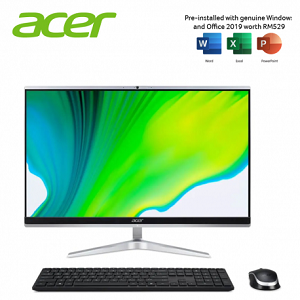 acer
Pre-installed with genuine Window:
and Office 2019 worth RM529
W
X
P
Word
Excel
PowerPoint
acer